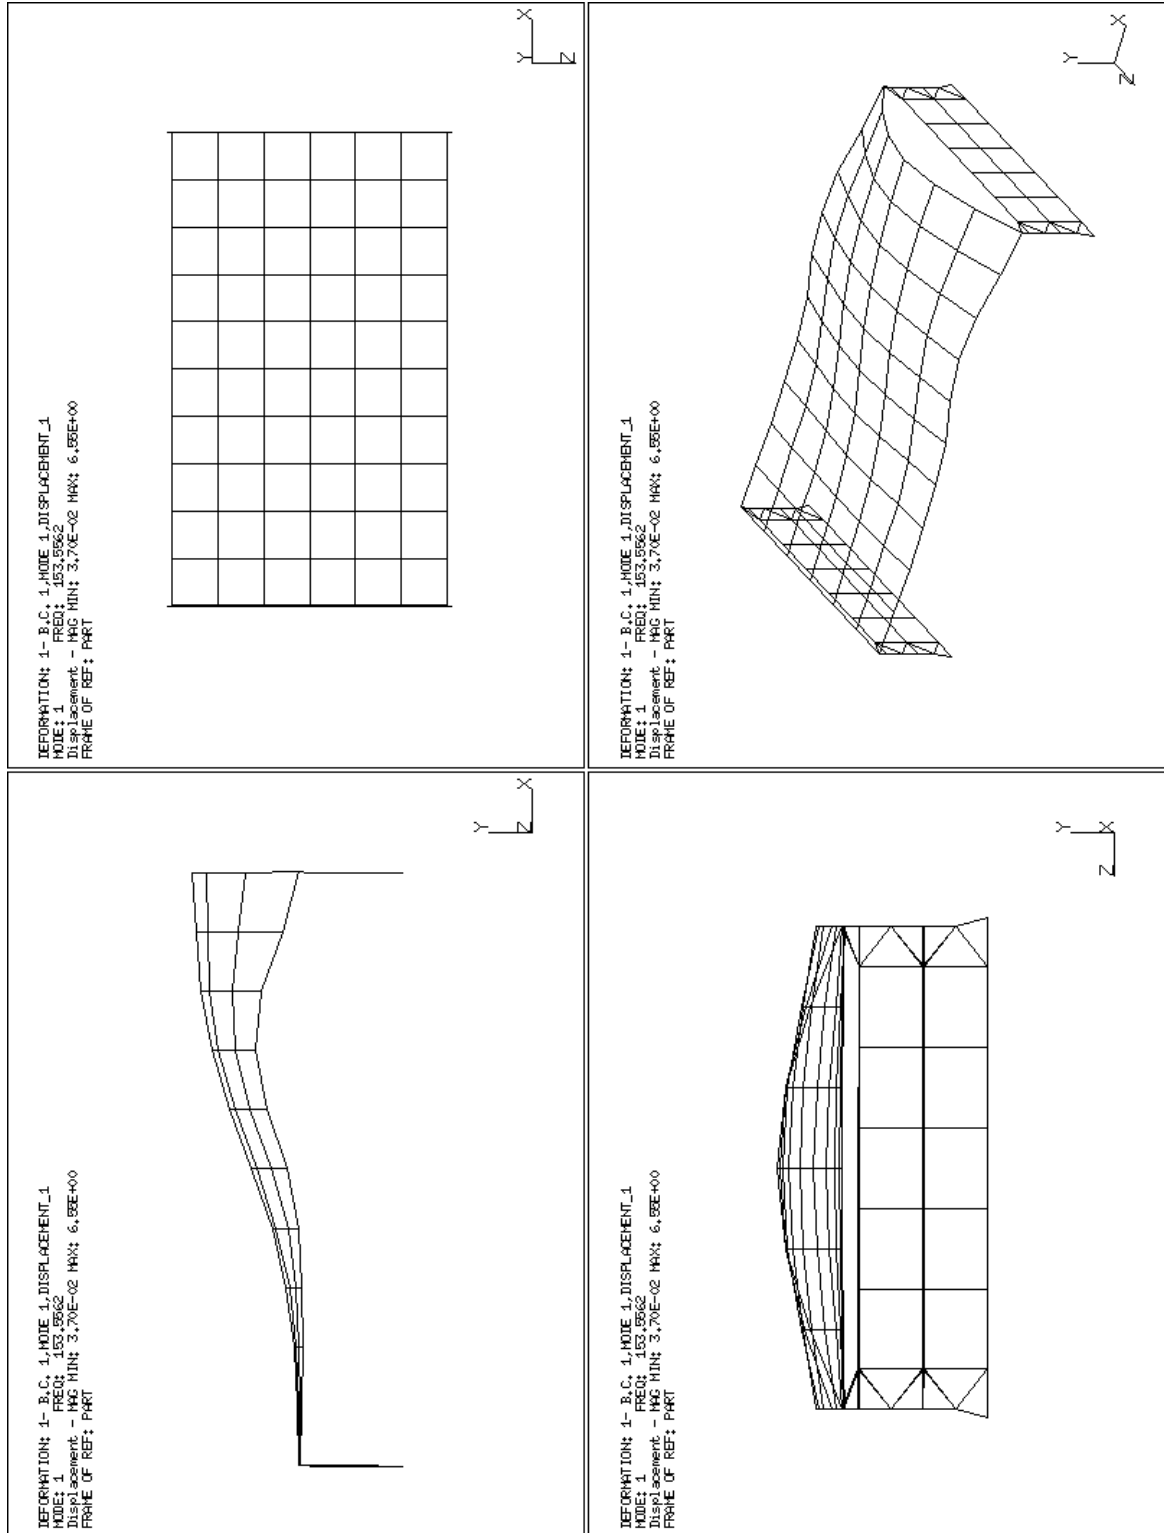 DEFORMATION: 1- B.C. 1,MODE 1,DISPLACEMENT_1
MODE: 1 FREQ: 153.5562
Displacement - MAG MIN: 3.70E-02 MAX: 6.55E+00
FRAME OF REF: PART
Y
X
Z
DEFORMATION: 1- B.C. 1,MODE 1,DISPLACEMENT_1
MODE: 1 FREQ: 153.5562
Displacement - MAG MIN: 3.70E-02 MAX: 6.55E+00
FRAME OF REF: PART
Y
X
Z
DEFORMATION: 1- B.C. 1,MODE 1,DISPLACEMENT_1
MODE: 1 FREQ: 153.5562
Displacement - MAG MIN: 3.70E-02 MAX: 6.55E+00
FRAME OF REF: PART
Y
Z
X
DEFORMATION: 1- B.C. 1,MODE 1,DISPLACEMENT_1
MODE: 1 FREQ: 153.5562
Displacement - MAG MIN: 3.70E-02 MAX: 6.55E+00
FRAME OF REF: PART
Y
Z
X